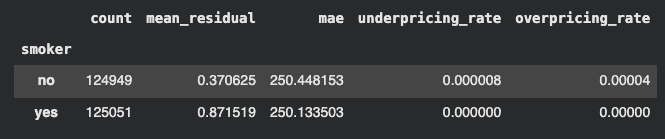 count mean_residual mae underpricing_rate overpricing_rate
smoker
no 124949 0.370625 250.448153 0.000008 0.00004
yes 125051 0.871519 250.133503 0.000000 0.00000